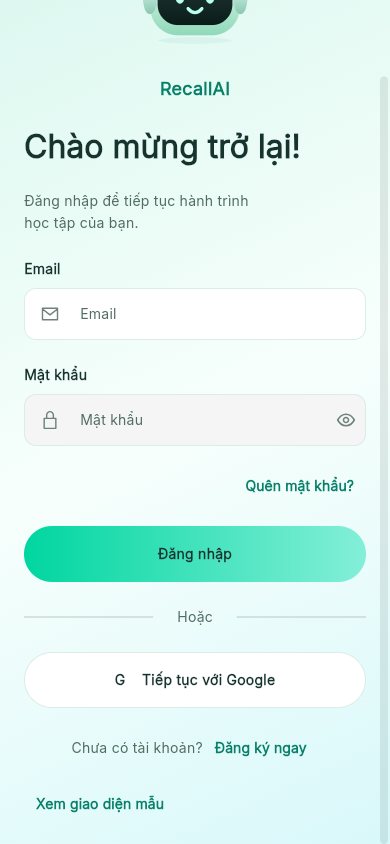 RecallAI
Chào mừng trở lại!
Đăng nhập để tiếp tục hành trình
học tập của bạn.
Email
Email
Mật khẩu
Mật khẩu
Quên mật khẩu?
Đăng nhập
Hoặc
G Tiếp tục với Google
Chưa có tài khoản? Đăng ký ngay
Xem giao diện mẫu